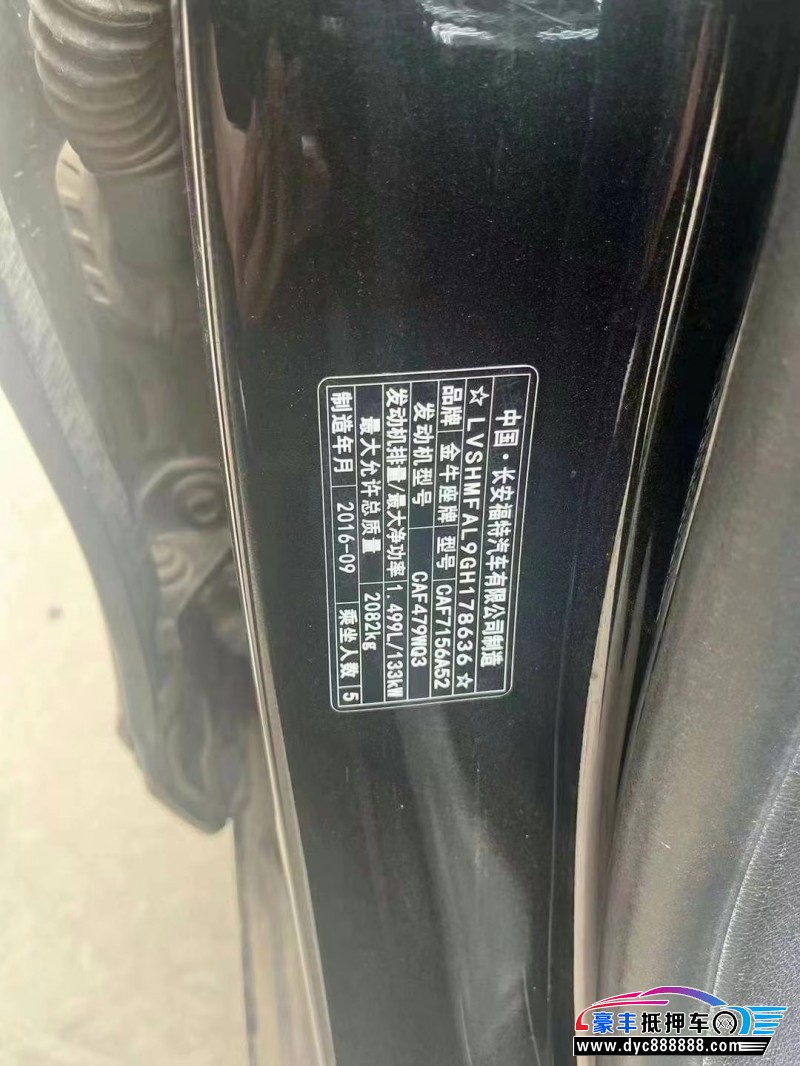 中国·长安福特汽车有限公司制造
☆LVSHMFAL9GH178636☆
品牌 金牛座牌 型号 CAF7156A52
发动机型号 CAF479WQ3
发动机排量/最大净功率 1.499L/133kW
最大允许总质量 2082kg
制造年月 2016-09 乘坐人数 5
豪丰抵押车
www.dyc888888.com